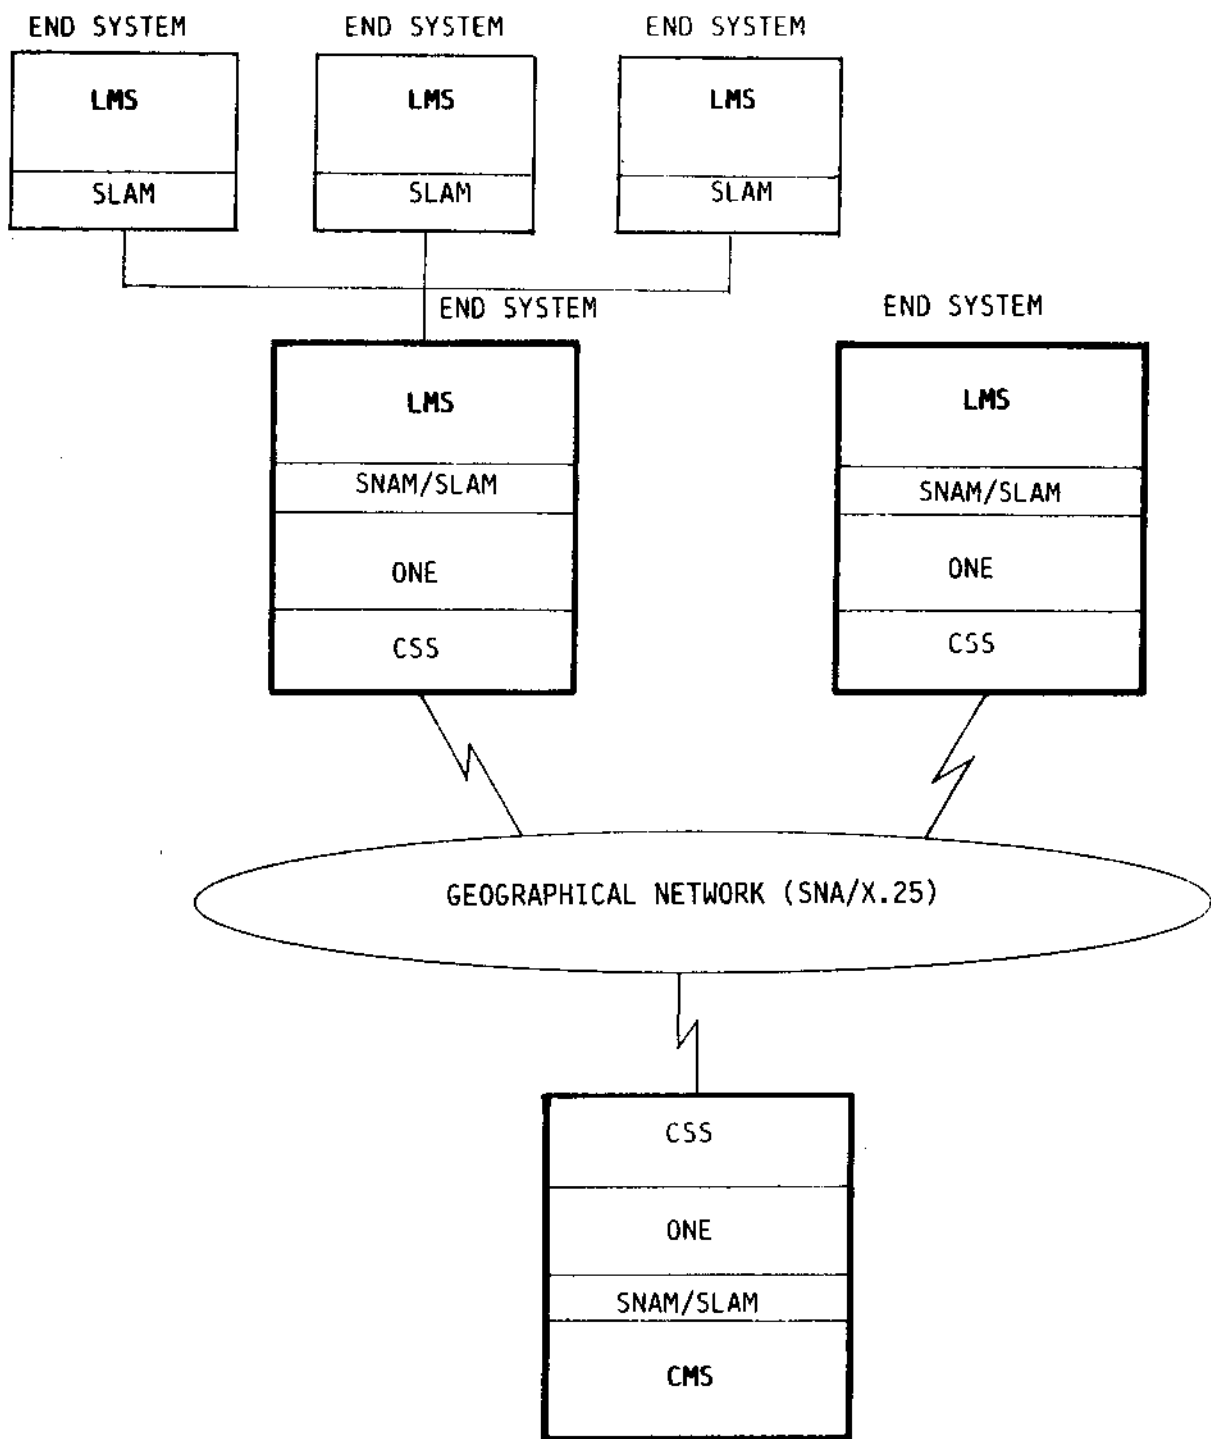 END SYSTEM
END SYSTEM
END SYSTEM
LMS
LMS
LMS
SLAM
SLAM
SLAM
END SYSTEM
END SYSTEM
LMS
LMS
SNAM/SLAM
SNAM/SLAM
ONE
ONE
CSS
CSS
GEOGRAPHICAL NETWORK (SNA/X.25)
CSS
ONE
SNAM/SLAM
CMS